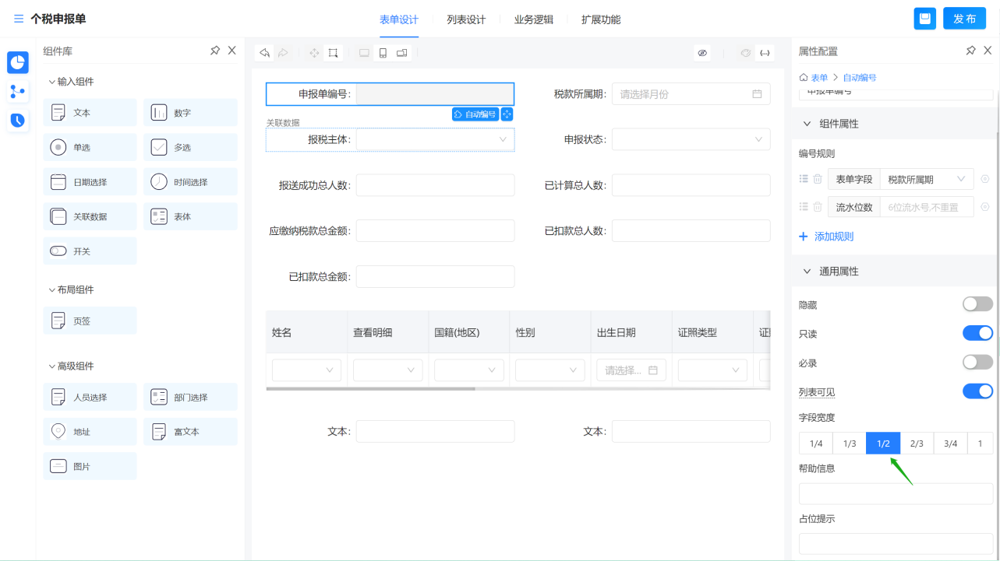 个税申报单
表单设计
列表设计
业务逻辑
扩展功能
发布
组件库
输入组件
文本
数字
单选
多选
日期选择
时间选择
关联数据
表体
开关
布局组件
页签
高级组件
人员选择
部门选择
地址
富文本
图片
申报单编号:
税款所属期:
请选择月份
自动编号
关联数据
报税主体:
申报状态:
报送成功总人数:
已计算总人数:
应缴纳税款总金额:
已扣款总人数:
已扣款总金额:
姓名
查看明细
国籍(地区)
性别
出生日期
证照类型
请选择...
文本:
文本:
属性配置
表单 > 自动编号
申报单编号
组件属性
编号规则
表单字段 税款所属期
流水位数 6位流水号,不重置
+ 添加规则
通用属性
隐藏
只读
必录
列表可见
字段宽度
1/4 1/3 1/2 2/3 3/4 1
帮助信息
占位提示